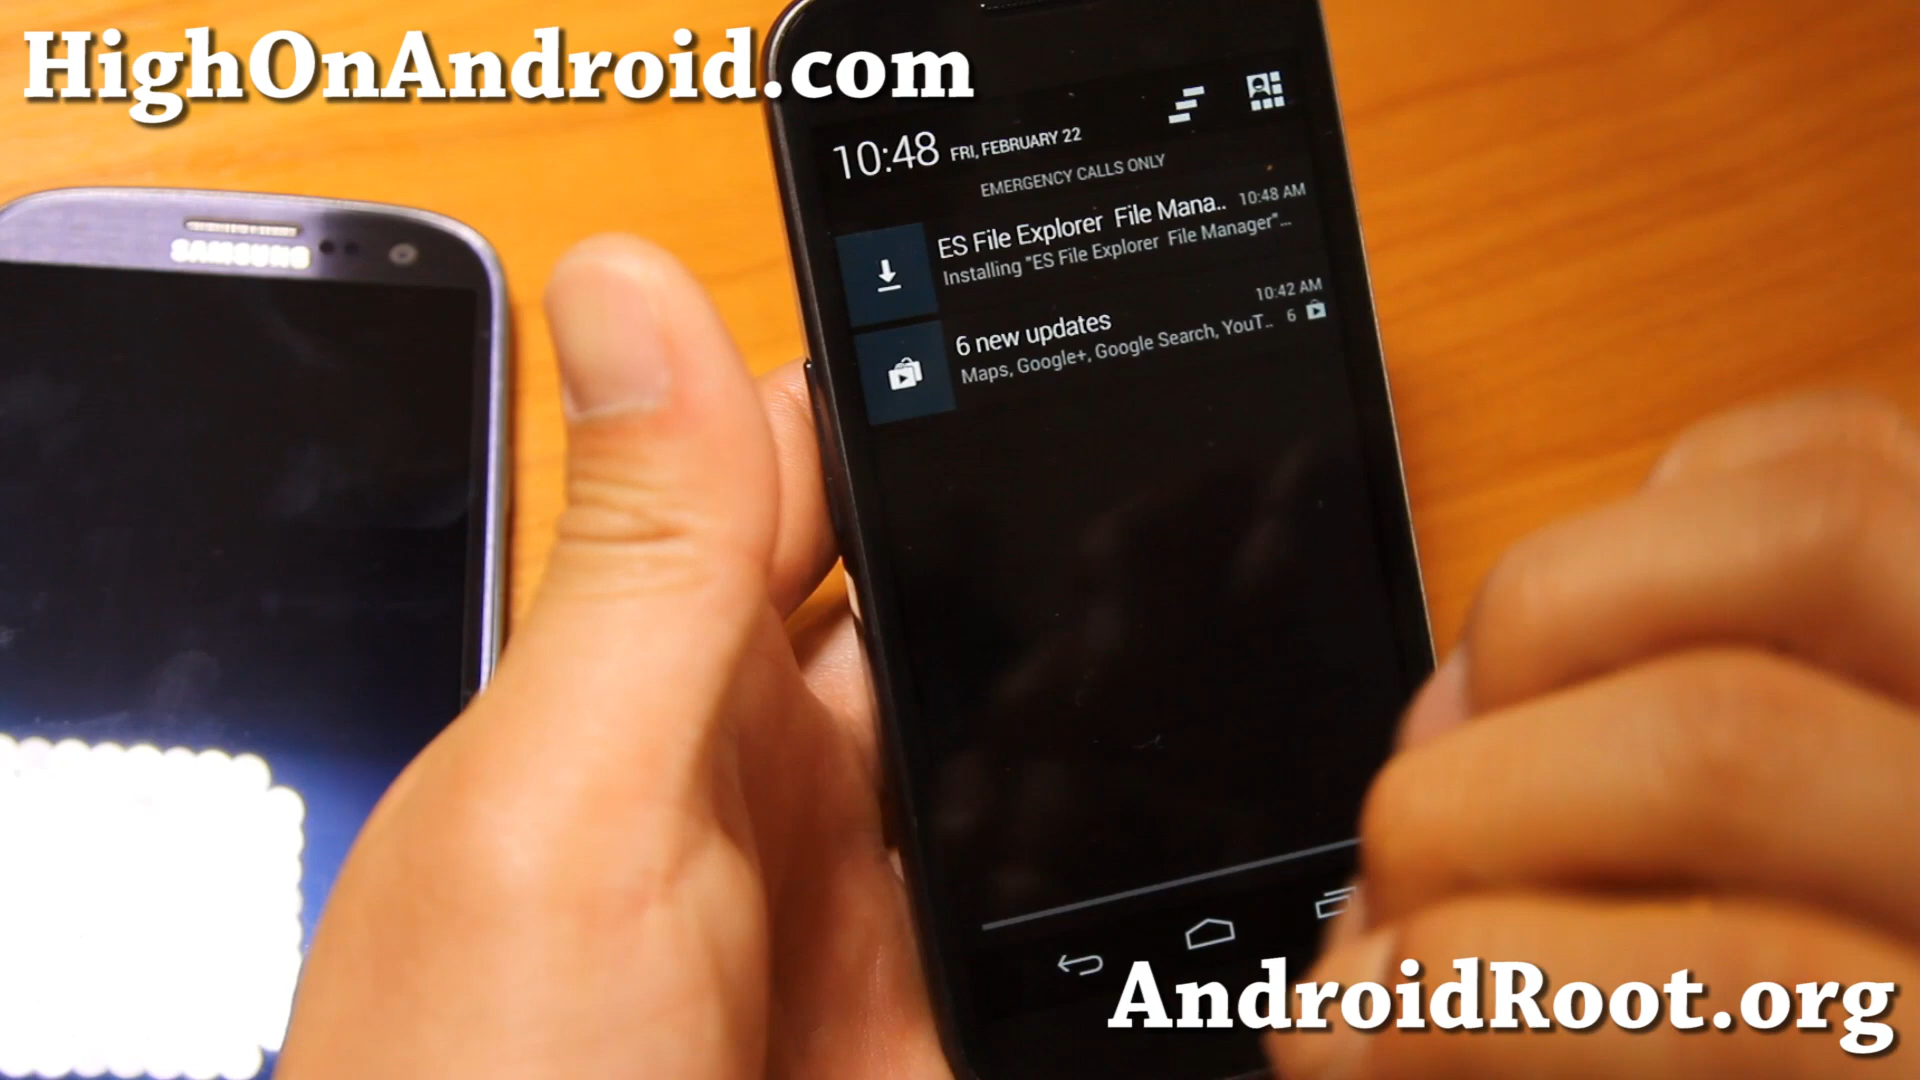 HighOnAndroid.com
SAMSUNG
10:48 FRI, FEBRUARY 22
EMERGENCY CALLS ONLY
ES File Explorer File Mana.. 10:48 AM
Installing "ES File Explorer File Manager"...
10:42 AM
6 new updates
Maps, Google+, Google Search, YouT.. 6
AndroidRoot.org